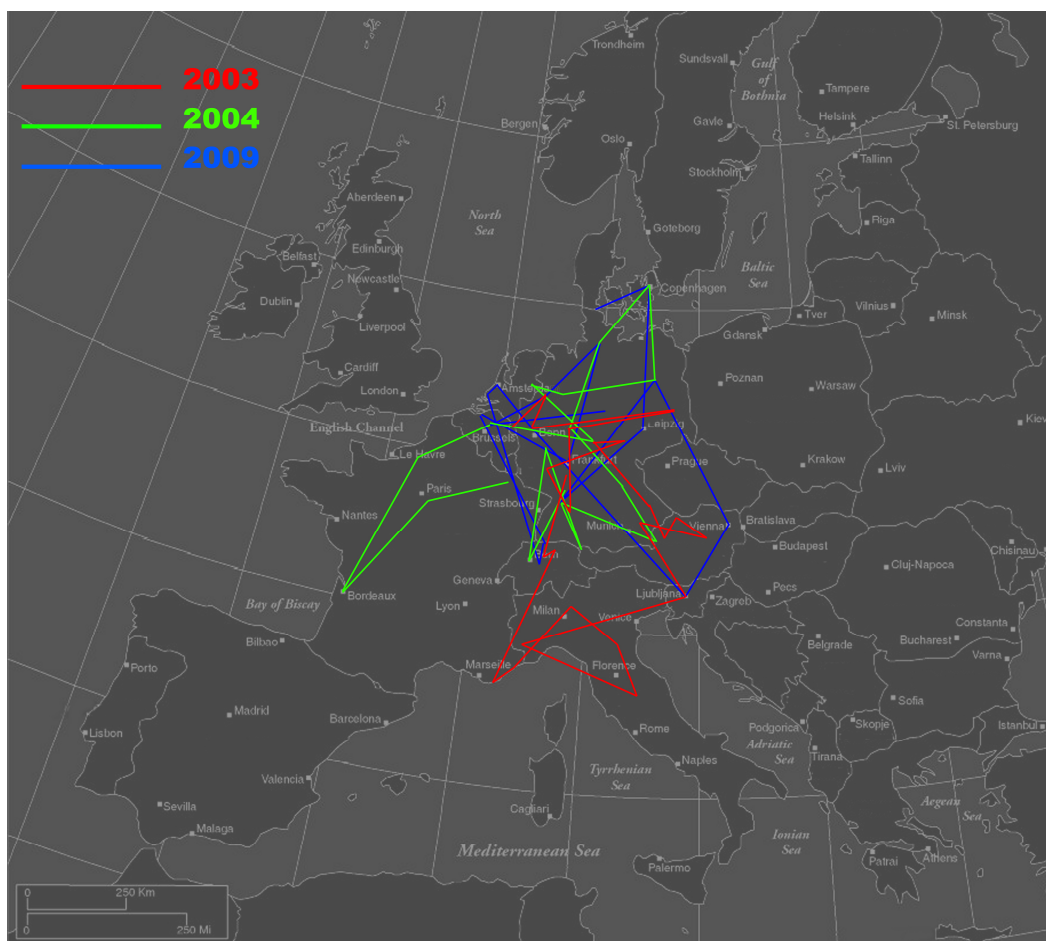 2003
2004
2009
Trondheim
Sundsvall
Gulf
of
Bothnia
Tampere
Helsink
St. Petersburg
Bergen
Oslo
Gavle
Tallinn
Stockholm
Aberdeen
North
Sea
Goteborg
Riga
Edinburgh
Belfast
Newcastle
Baltic
Sea
Copenhagen
Dublin
Vilnius
Minsk
Tver
Liverpool
Gdansk
Cardiff
London
Amste
Poznan
Warsaw
English Channel
Brussels
Bonn
Leipzig
Kiev
Le Havre
Frankfurt
Prague
Krakow
Lviv
Paris
Strasbourg
Nantes
Munich
Vienna
Bratislava
Budapest
Chisinau
Bern
Cluj-Napoca
Geneva
Bordeaux
Ljubljana
Zagreb
Pecs
Bay of Biscay
Lyon
Milan
Venice
Constanta
Bilbao
Belgrade
Bucharest
Varna
Porto
Marseille
Florence
Sofia
Madrid
Barcelona
Rome
Podgorica
Skopje
Istanbul
Lisbon
Adriatic
Sea
Tirana
Valencia
Tyrrhenian
Sea
Naples
Sevilla
Cagliari
Aegean
Sea
Malaga
Ionian
Sea
Mediterranean Sea
Palermo
Patrai
Athens
0
250 Km
0
250 Mi